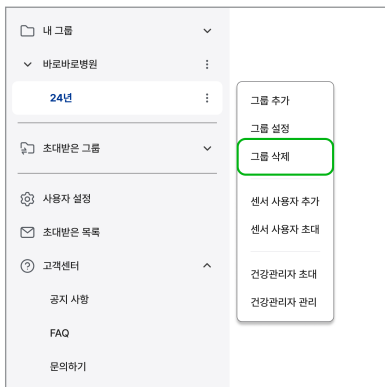 내 그룹
바로바로병원
24년
초대받은 그룹
사용자 설정
초대받은 목록
고객센터
공지 사항
FAQ
문의하기
그룹 추가
그룹 설정
그룹 삭제
센서 사용자 추가
센서 사용자 초대
건강관리자 초대
건강관리자 관리